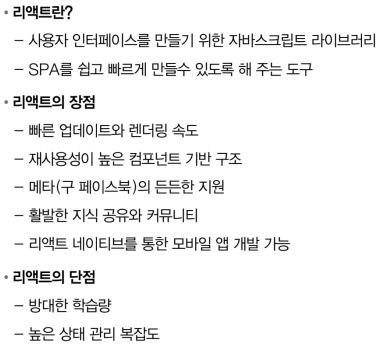 • 리액트란?
– 사용자 인터페이스를 만들기 위한 자바스크립트 라이브러리
– SPA를 쉽고 빠르게 만들수 있도록 해 주는 도구
• 리액트의 장점
– 빠른 업데이트와 렌더링 속도
– 재사용성이 높은 컴포넌트 기반 구조
– 메타(구 페이스북)의 든든한 지원
– 활발한 지식 공유와 커뮤니티
– 리액트 네이티브를 통한 모바일 앱 개발 가능
• 리액트의 단점
– 방대한 학습량
– 높은 상태 관리 복잡도